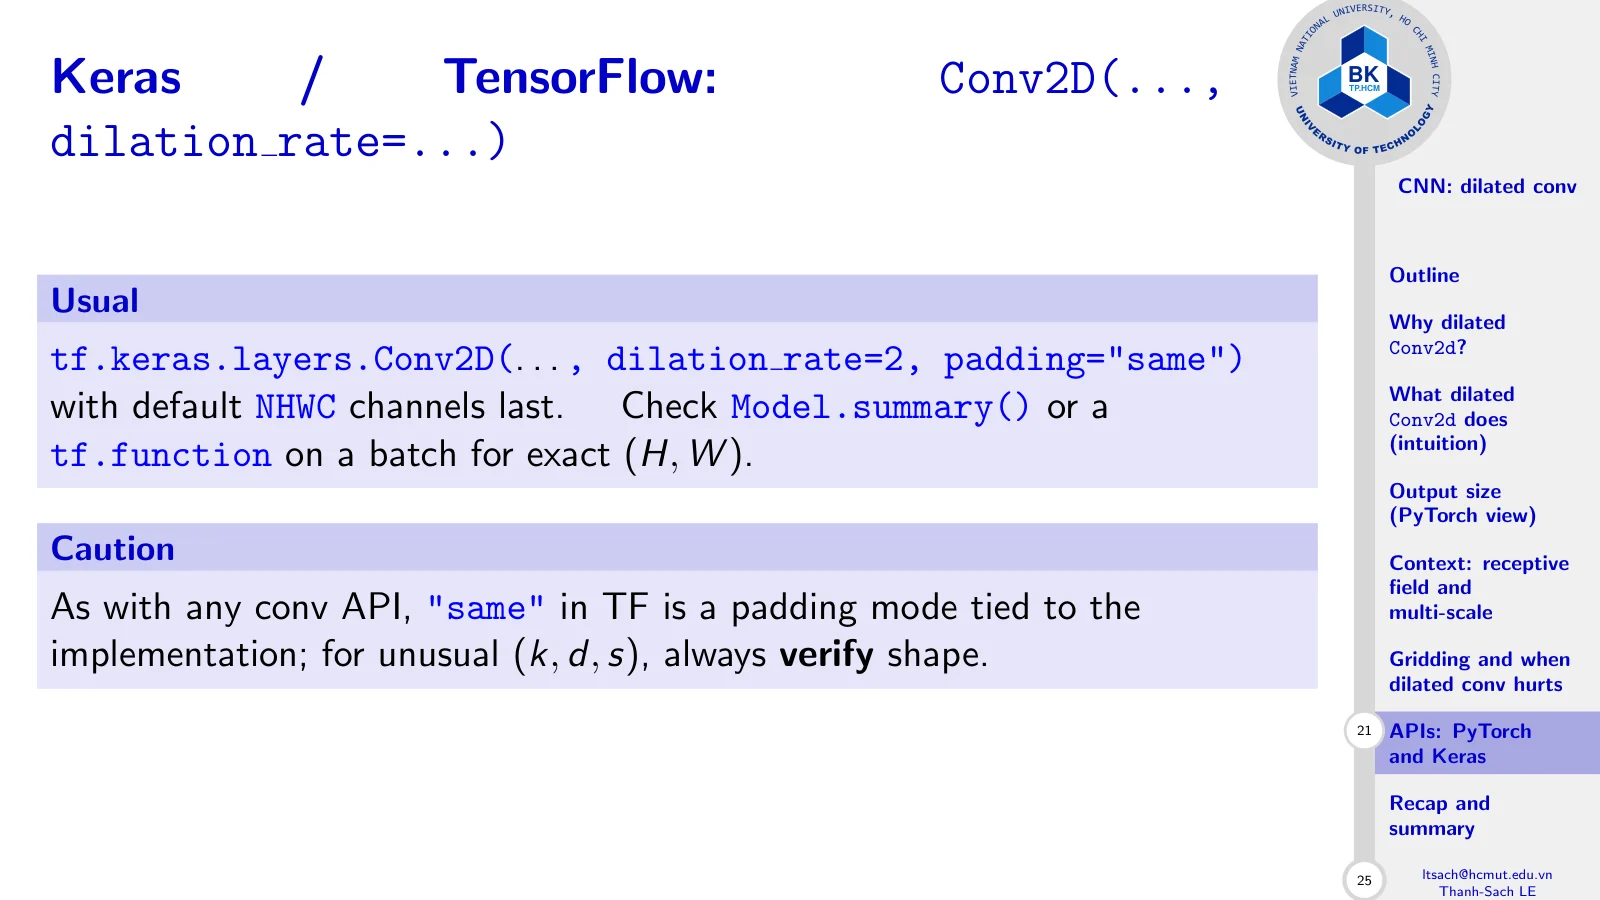 Keras / TensorFlow: Conv2D(...,
dilation_rate=...)
Usual
tf.keras.layers.Conv2D(..., dilation_rate=2, padding="same")
with default NHWC channels last. Check Model.summary() or a
tf.function on a batch for exact (H, W).
Caution
As with any conv API, "same" in TF is a padding mode tied to the
implementation; for unusual (k, d, s), always verify shape.
VIETNAM NATIONAL UNIVERSITY, HO CHI MINH CITY
BK
TP.HCM
UNIVERSITY OF TECHNOLOGY
CNN: dilated conv
Outline
Why dilated
Conv2d?
What dilated
Conv2d does
(intuition)
Output size
(PyTorch view)
Context: receptive
field and
multi-scale
Gridding and when
dilated conv hurts
21
APIs: PyTorch
and Keras
Recap and
summary
25
ltsach@hcmut.edu.vn
Thanh-Sach LE